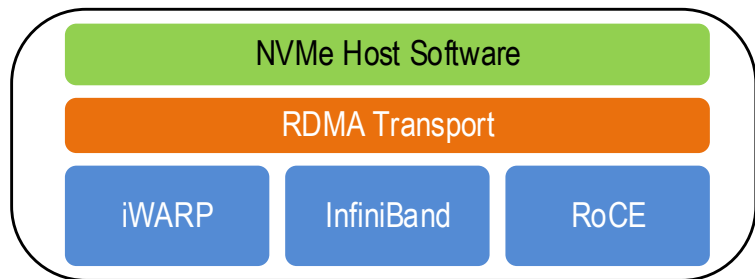 NVMe Host Software
RDMA Transport
iWARP InfiniBand RoCE